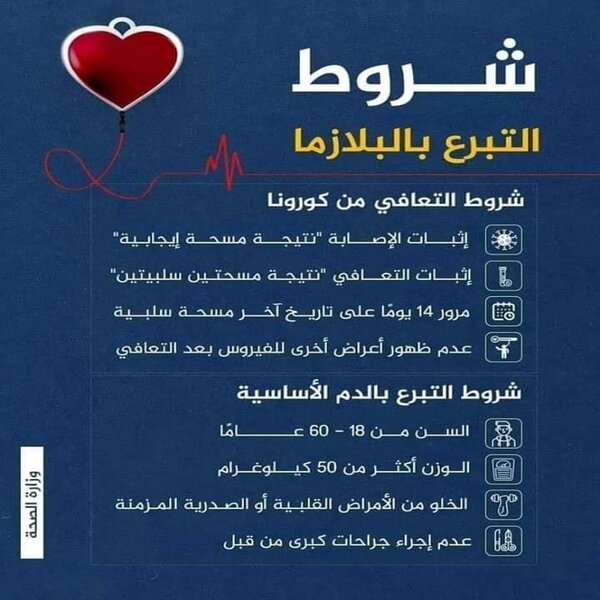 شروط
التبرع بالبلازما
شروط التعافي من كورونا
إثبات الإصابة "نتيجة مسحة إيجابية"
إثبات التعافي "نتيجة مسحتين سلبيتين"
مرور 14 يومًا على تاريخ آخر مسحة سلبية
عدم ظهور أعراض أخرى للفيروس بعد التعافي
شروط التبرع بالدم الأساسية
السن من 18 - 60 عامًا
الوزن أكثر من 50 كيلوغرام
الخلو من الأمراض القلبية أو الصدرية المزمنة
عدم إجراء جراحات كبرى من قبل
وزارة الصحة